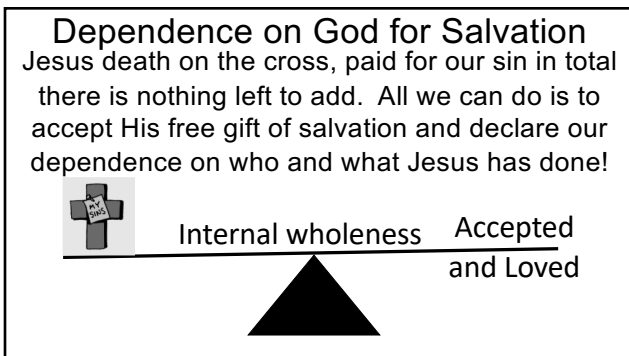 Dependence on God for Salvation
Jesus death on the cross, paid for our sin in total
there is nothing left to add.  All we can do is to
accept His free gift of salvation and declare our
dependence on who and what Jesus has done!
MY
SINS
Internal wholeness
Accepted
and Loved